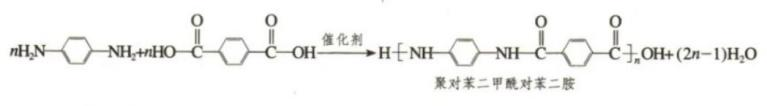 O O O O
nH₂N NH₂+nHO C C OH 催化剂 H [ NH NH C C ]ₙ OH+(2n−1)H₂O
聚对苯二甲酰对苯二胺